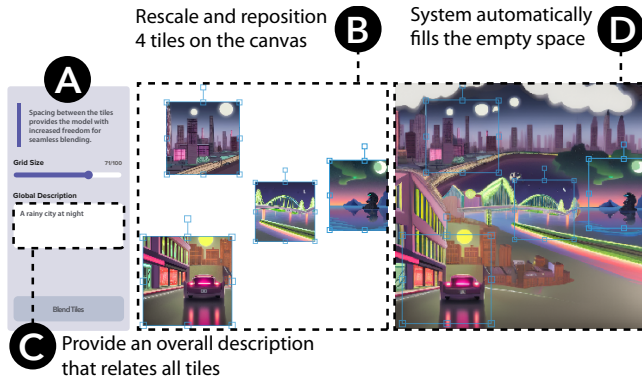 Rescale and reposition
4 tiles on the canvas
B
System automatically
fills the empty space
D
A
Spacing between the tiles
provides the model with
increased freedom for
seamless blending.
Grid Size
71/100
Global Description
A rainy city at night
Blend Tiles
C
Provide an overall description
that relates all tiles